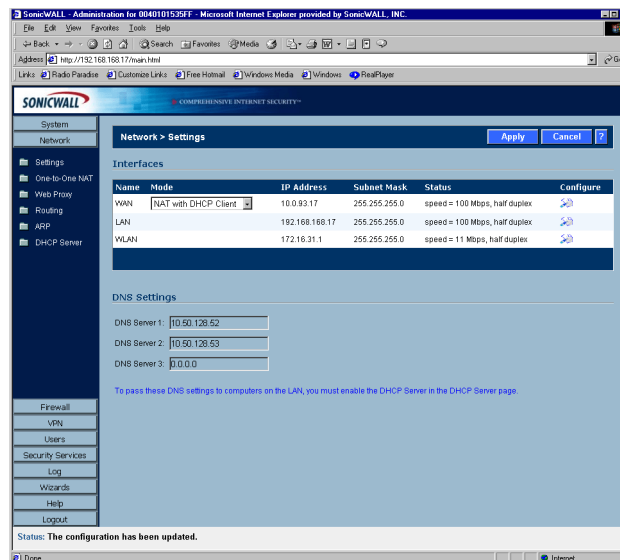 SonicWALL - Administration for 0040101535FF - Microsoft Internet Explorer provided by SonicWALL, INC.
File Edit View Favorites Tools Help
Back Search Favorites Media
Address http://192.168.168.17/main.html
Links Radio Paradise Customize Links Free Hotmail Windows Media Windows RealPlayer
SONICWALL
COMPREHENSIVE INTERNET SECURITY™
System
Network
Settings
One-to-One NAT
Web Proxy
Routing
ARP
DHCP Server
Firewall
VPN
Users
Security Services
Log
Wizards
Help
Logout
Network > Settings Apply Cancel ?
Interfaces
Name Mode IP Address Subnet Mask Status Configure
WAN NAT with DHCP Client 10.0.93.17 255.255.255.0 speed = 100 Mbps, half duplex
LAN 192.168.168.17 255.255.255.0 speed = 100 Mbps, half duplex
WLAN 172.16.31.1 255.255.255.0 speed = 11 Mbps, half duplex
DNS Settings
DNS Server 1: 10.50.128.52
DNS Server 2: 10.50.128.53
DNS Server 3: 0.0.0.0
To pass these DNS settings to computers on the LAN, you must enable the DHCP Server in the DHCP Server page.
Status: The configuration has been updated.
Done Internet